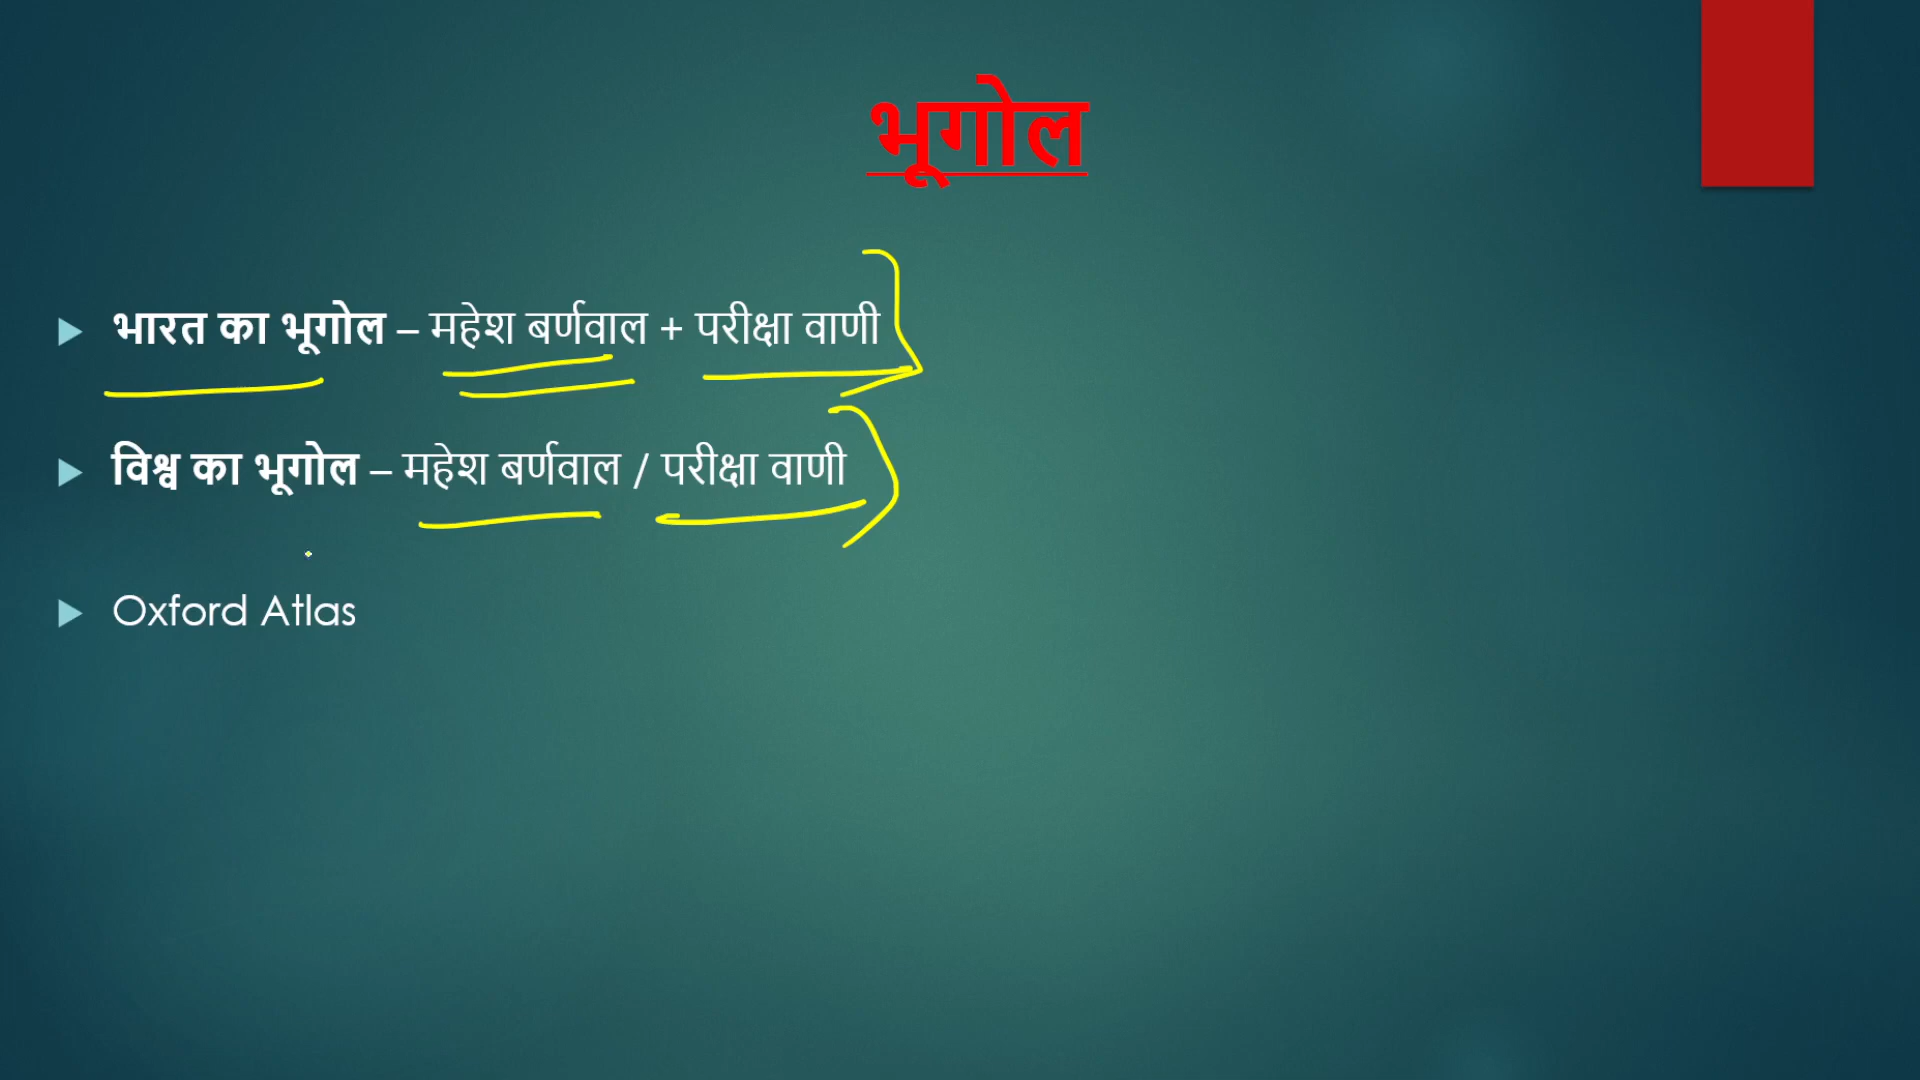 भूगोल
भारत का भूगोल – महेश बर्णवाल + परीक्षा वाणी
विश्व का भूगोल – महेश बर्णवाल / परीक्षा वाणी
Oxford Atlas